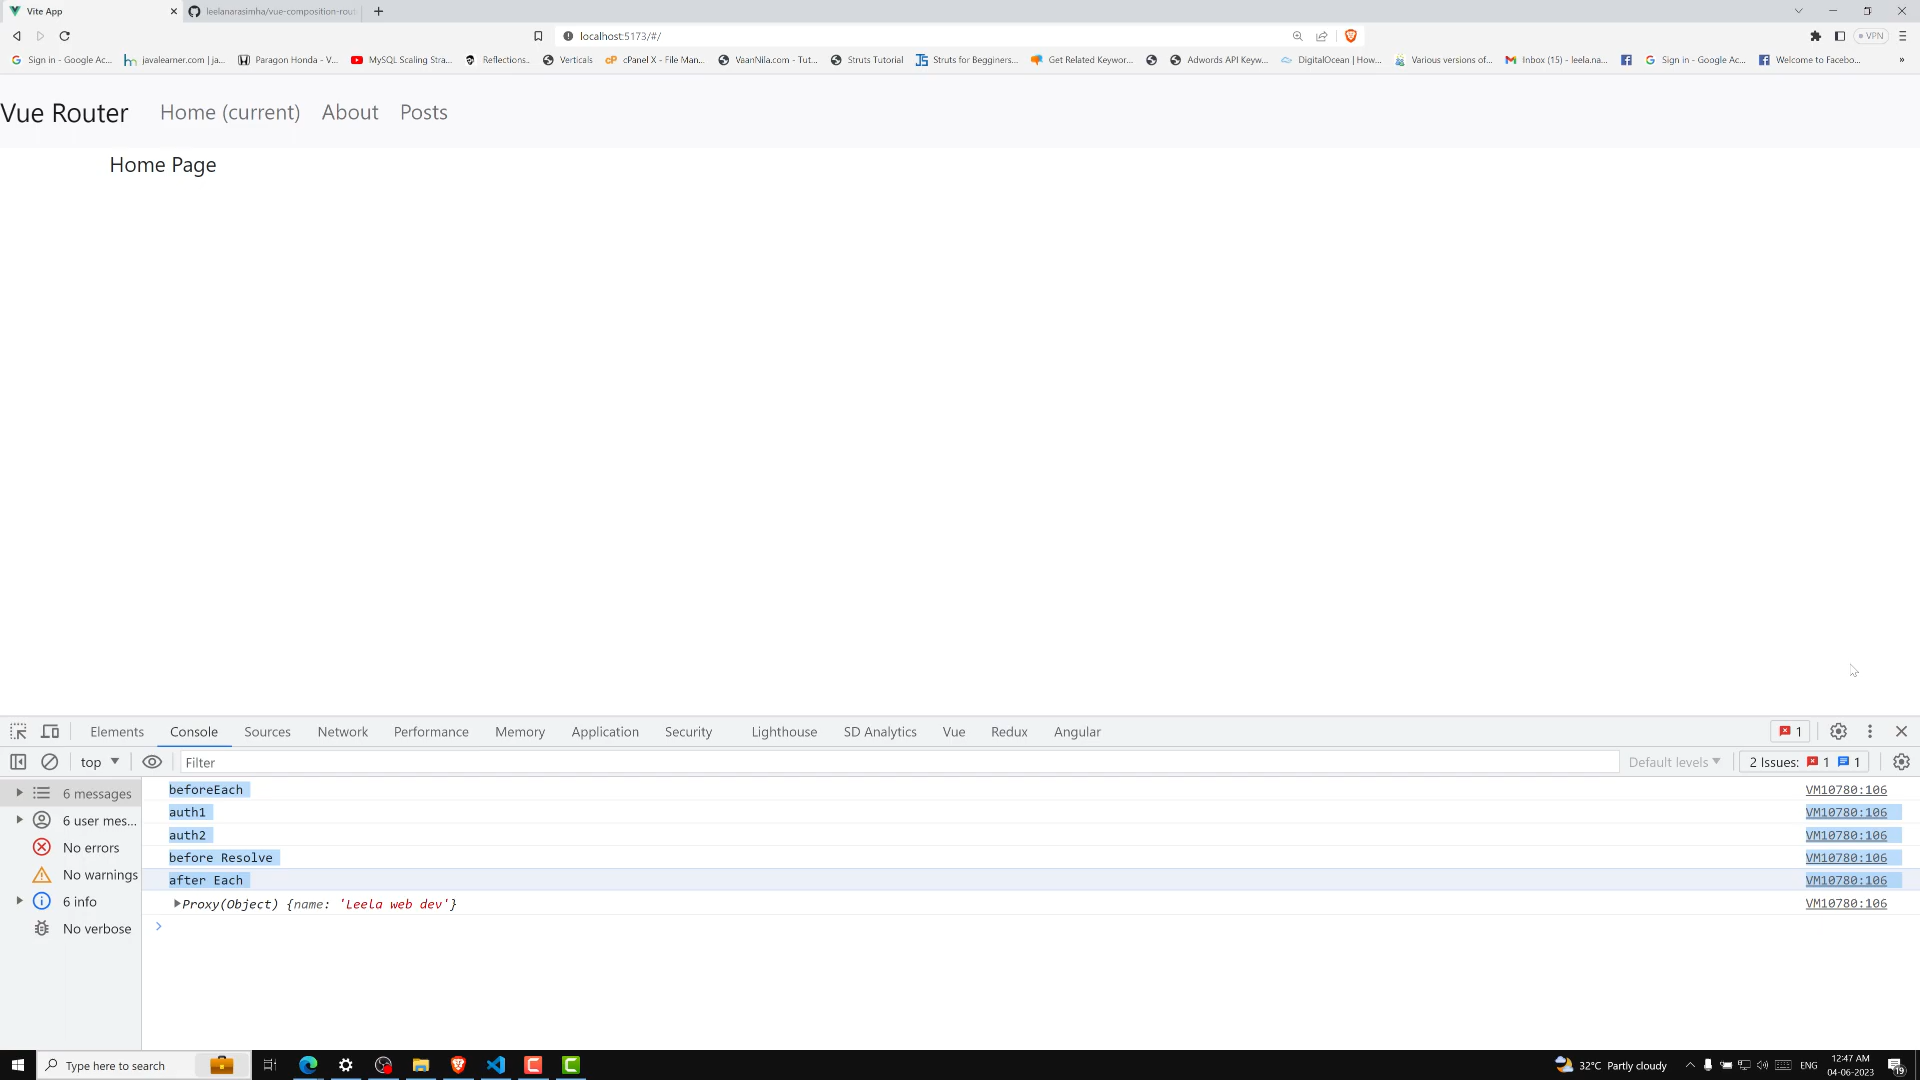 Vite App
leelanarasimha/vue-composition-rout
localhost:5173/#/
VPN
Sign in - Google Ac...
javalearner.com | ja...
Paragon Honda - V...
MySQL Scaling Stra...
Reflections..
Verticals
cPanel X - File Man...
VaanNila.com - Tut...
Struts Tutorial
Struts for Begginers...
Get Related Keywor...
Adwords API Keyw...
DigitalOcean | How...
Various versions of...
Inbox (15) - leela.na...
Sign in - Google Ac...
Welcome to Facebo...
»
Vue Router
Home (current)
About
Posts
Home Page
Elements
Console
Sources
Network
Performance
Memory
Application
Security
Lighthouse
SD Analytics
Vue
Redux
Angular
1
top
Filter
Default levels
2 Issues: 1 1
6 messages
6 user mes...
No errors
No warnings
6 info
No verbose
beforeEach VM10780:106
auth1 VM10780:106
auth2 VM10780:106
before Resolve VM10780:106
after Each VM10780:106
Proxy(Object) {name: 'Leela web dev'} VM10780:106
Type here to search
32°C Partly cloudy
ENG
12:47 AM
04-06-2023
19